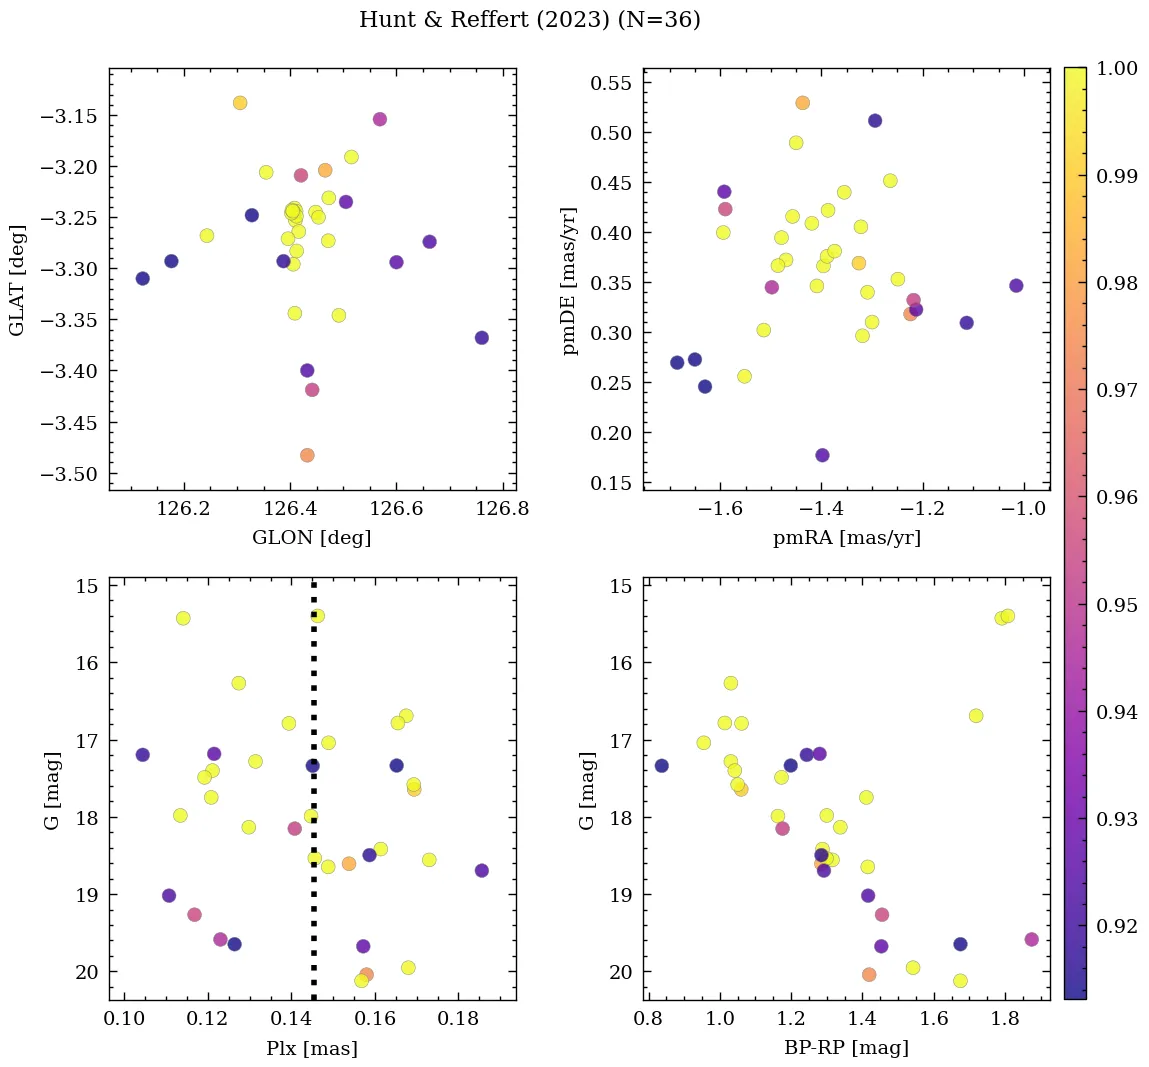 Hunt & Reffert (2023) (N=36)
−3.15
−3.20
−3.25
−3.30
−3.35
−3.40
−3.45
−3.50
GLAT [deg]
126.2 126.4 126.6 126.8
GLON [deg]
0.55
0.50
0.45
0.40
0.35
0.30
0.25
0.20
0.15
pmDE [mas/yr]
−1.6 −1.4 −1.2 −1.0
pmRA [mas/yr]
15
16
17
18
19
20
G [mag]
0.10 0.12 0.14 0.16 0.18
Plx [mas]
15
16
17
18
19
20
G [mag]
0.8 1.0 1.2 1.4 1.6 1.8
BP-RP [mag]
1.00
0.99
0.98
0.97
0.96
0.95
0.94
0.93
0.92